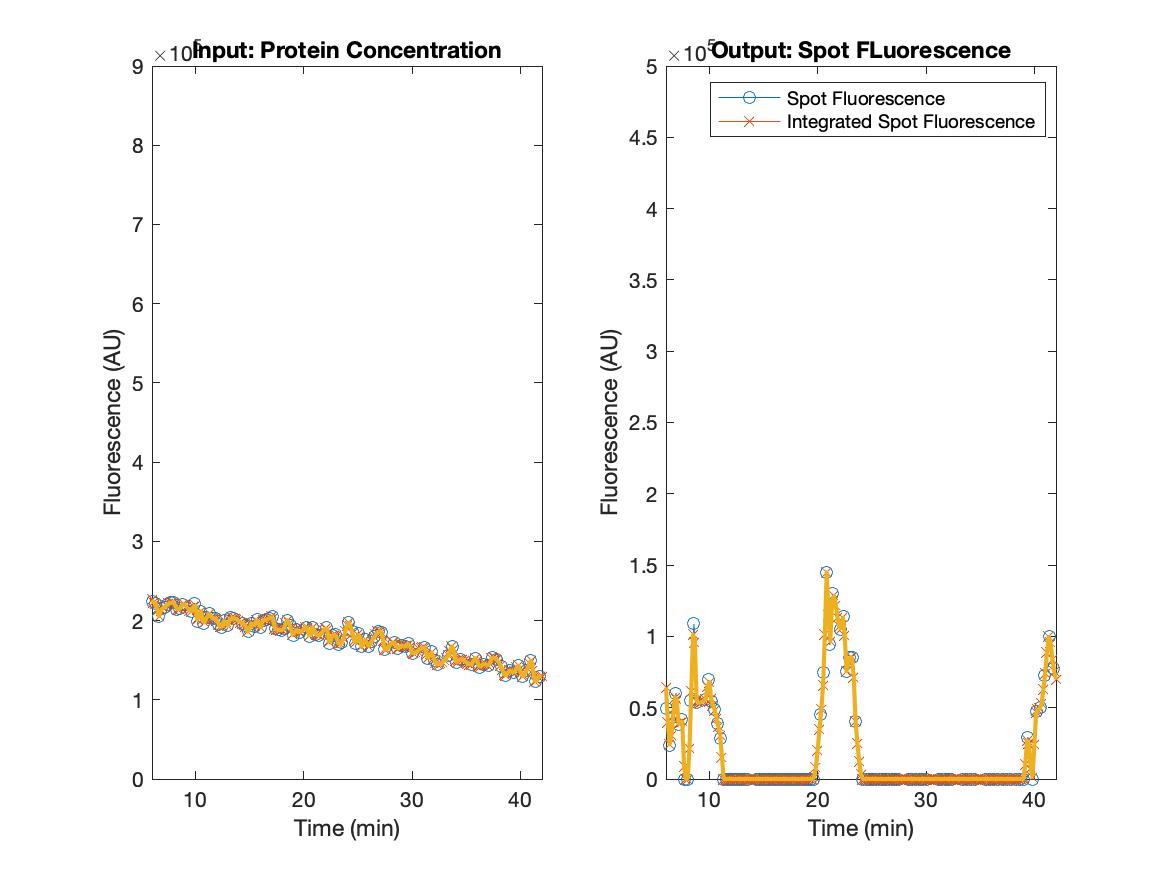 ×10^5
Input: Protein Concentration
9
8
7
6
5
4
3
2
1
0
Fluorescence (AU)
10 20 30 40
Time (min)
×10^5
Output: Spot FLuorescence
Spot Fluorescence
Integrated Spot Fluorescence
5
4.5
4
3.5
3
2.5
2
1.5
1
0.5
0
Fluorescence (AU)
10 20 30 40
Time (min)